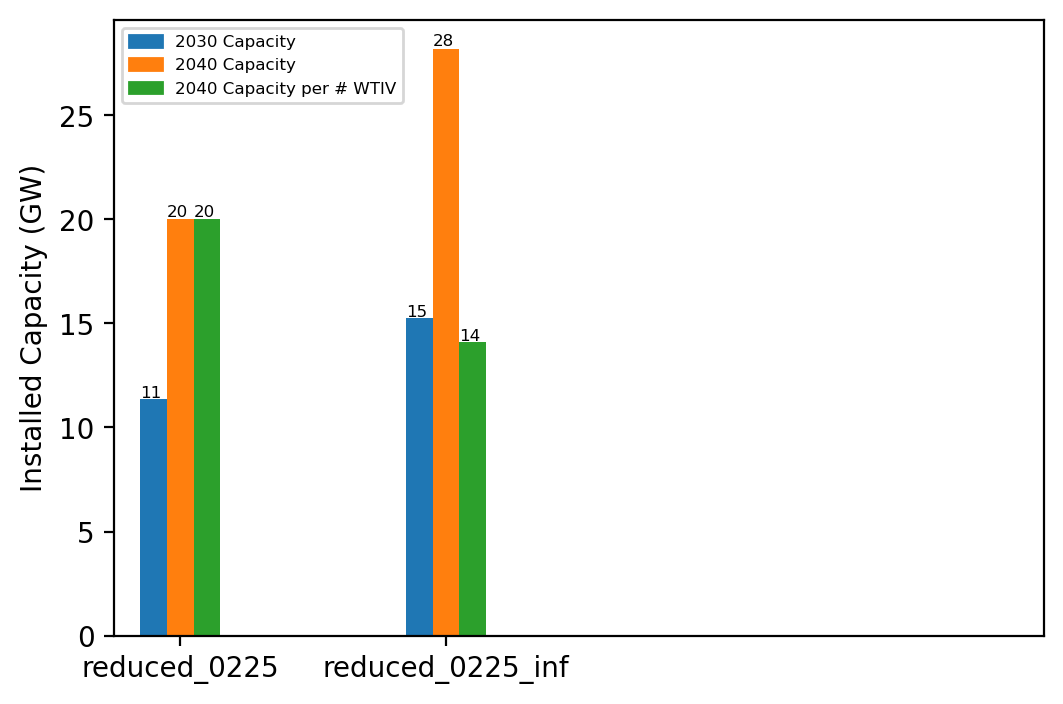 2030 Capacity
2040 Capacity
2040 Capacity per # WTIV
Installed Capacity (GW)
25
20
15
10
5
0
11
20
20
15
28
14
reduced_0225
reduced_0225_inf